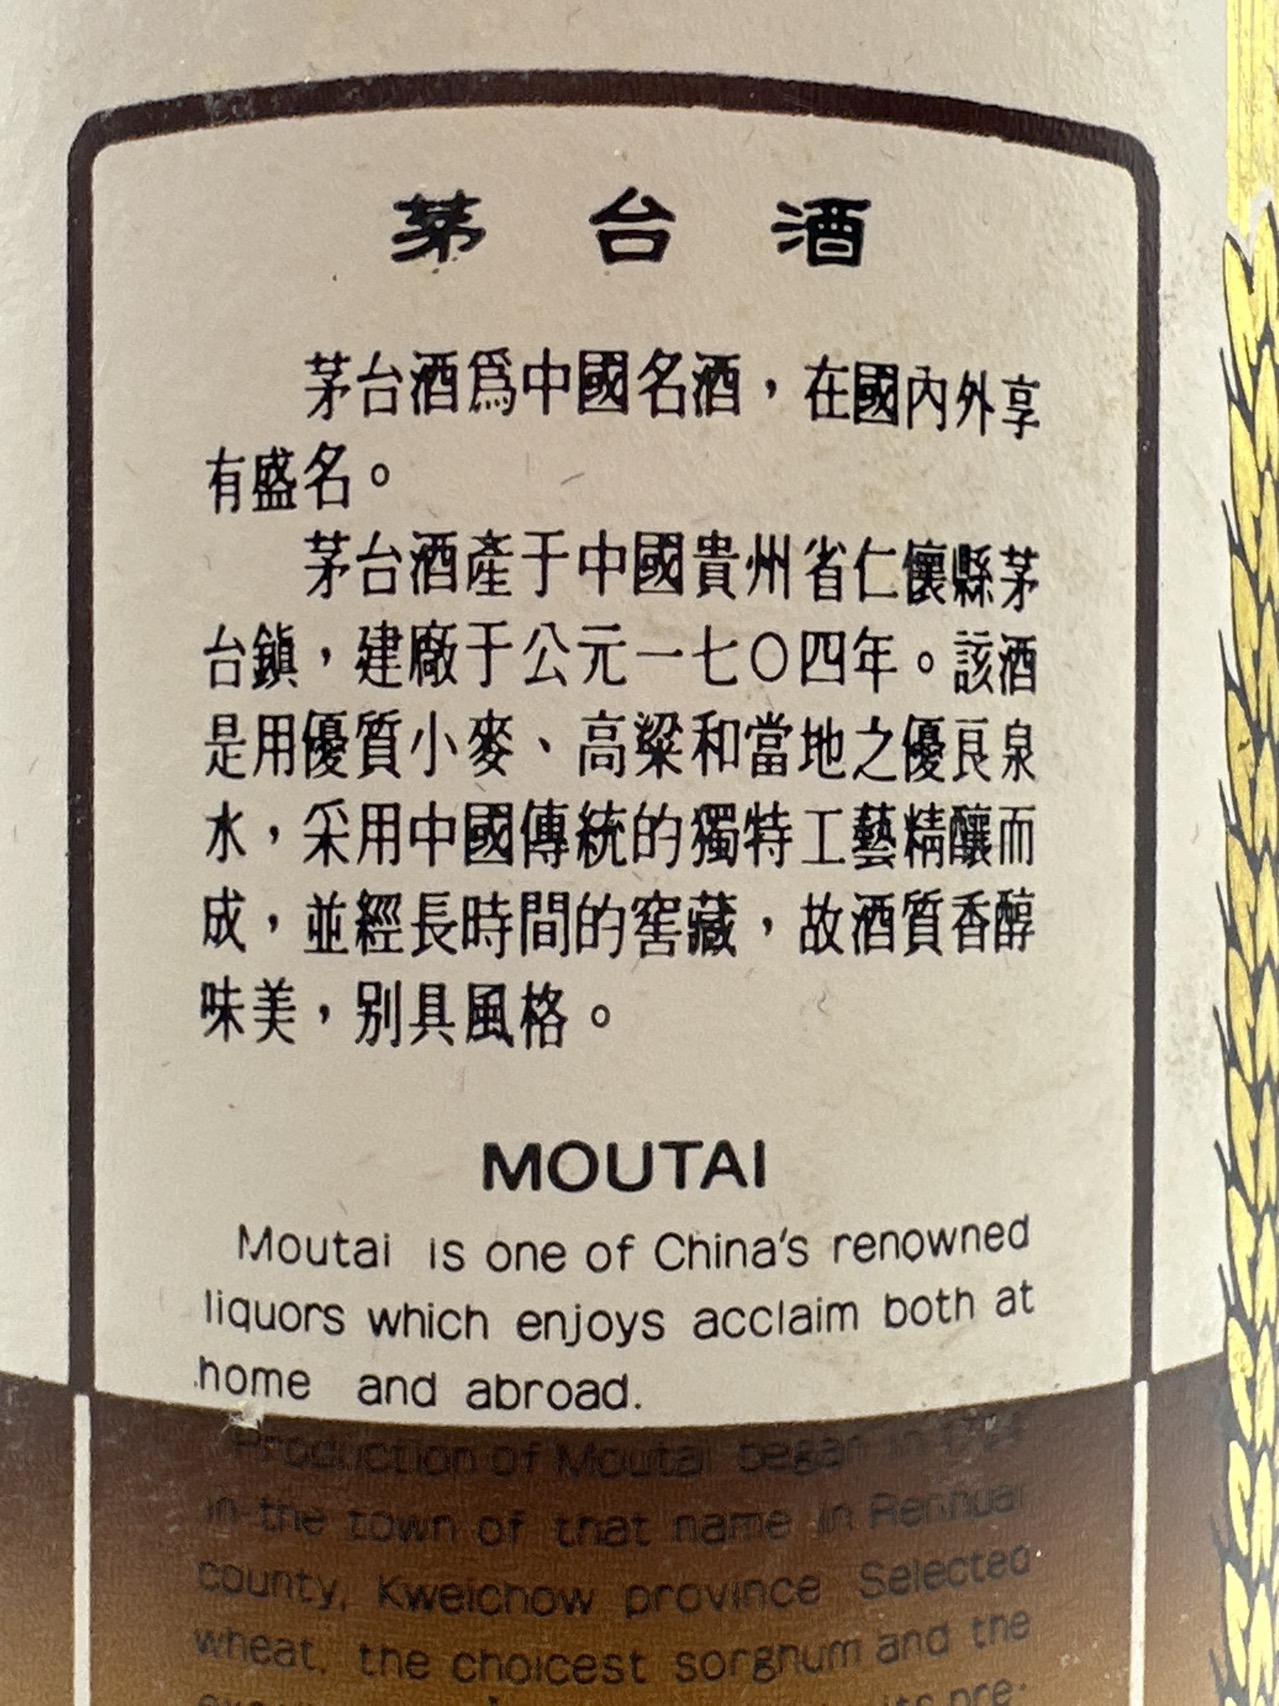 茅台酒
茅台酒爲中國名酒，在國內外享
有盛名。
茅台酒產于中國貴州省仁懷縣茅
台鎮，建廠于公元一七〇四年。該酒
是用優質小麥、高粱和當地之優良泉
水，采用中國傳統的獨特工藝精釀而
成，並經長時間的窖藏，故酒質香醇
味美，别具風格。
MOUTAI
Moutai is one of China's renowned
liquors which enjoys acclaim both at
home and abroad.
Production of Moutai began in
in the town of that name in Renhuai
county, Kweichow province Selected
wheat, the choicest sorghum and the
its pre-